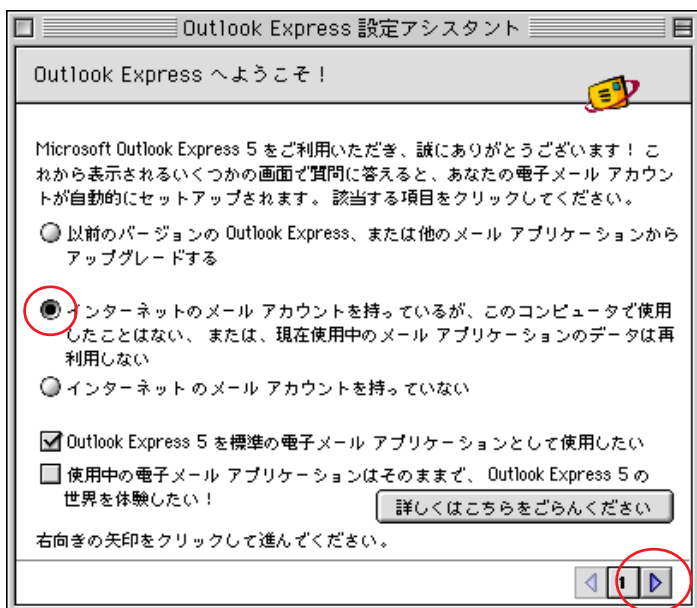 Outlook Express 設定アシスタント
Outlook Express へようこそ！
Microsoft Outlook Express 5 をご利用いただき、誠にありがとうございます！ こ
れから表示されるいくつかの画面で質問に答えると、あなたの電子メール アカウン
トが自動的にセットアップされます。 該当する項目をクリックしてください。
以前のバージョンの Outlook Express、または他のメール アプリケーションから
アップグレードする
インターネットのメール アカウントを持っているが、このコンピュータで使用
したことはない、 または、現在使用中のメール アプリケーションのデータは再
利用しない
インターネット のメール アカウントを持っていない
Outlook Express 5 を標準の電子メール アプリケーションとして使用したい
使用中の電子メール アプリケーションはそのままで、 Outlook Express 5 の
世界を体験したい！
詳しくはこちらをごらんください
右向きの矢印をクリックして進んでください。
1